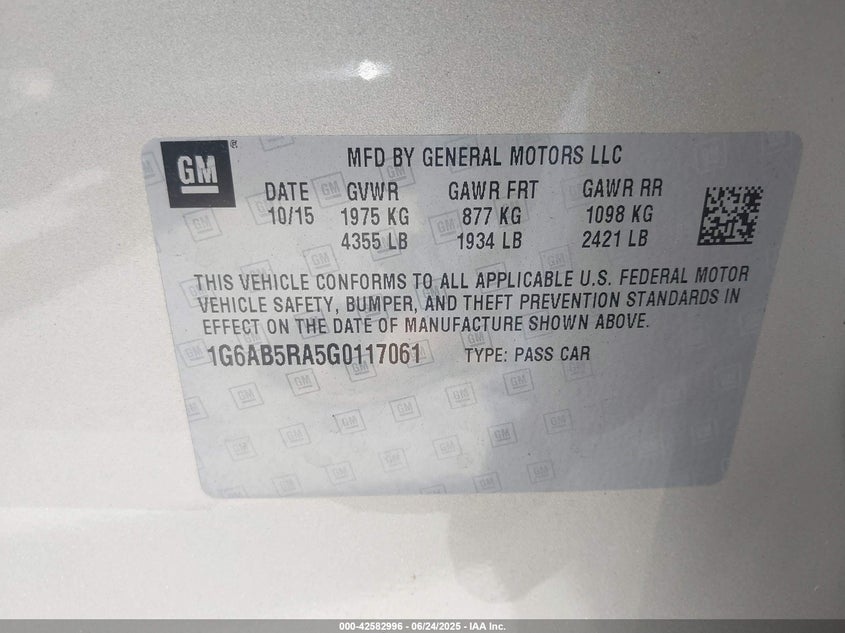 GM ®
MFD BY GENERAL MOTORS LLC
DATE GVWR GAWR FRT GAWR RR
10/15 1975 KG 877 KG 1098 KG
4355 LB 1934 LB 2421 LB
THIS VEHICLE CONFORMS TO ALL APPLICABLE U.S. FEDERAL MOTOR
VEHICLE SAFETY, BUMPER, AND THEFT PREVENTION STANDARDS IN
EFFECT ON THE DATE OF MANUFACTURE SHOWN ABOVE.
1G6AB5RA5G0117061 TYPE: PASS CAR
000-42582996 - 06/24/2025 - IAA Inc.